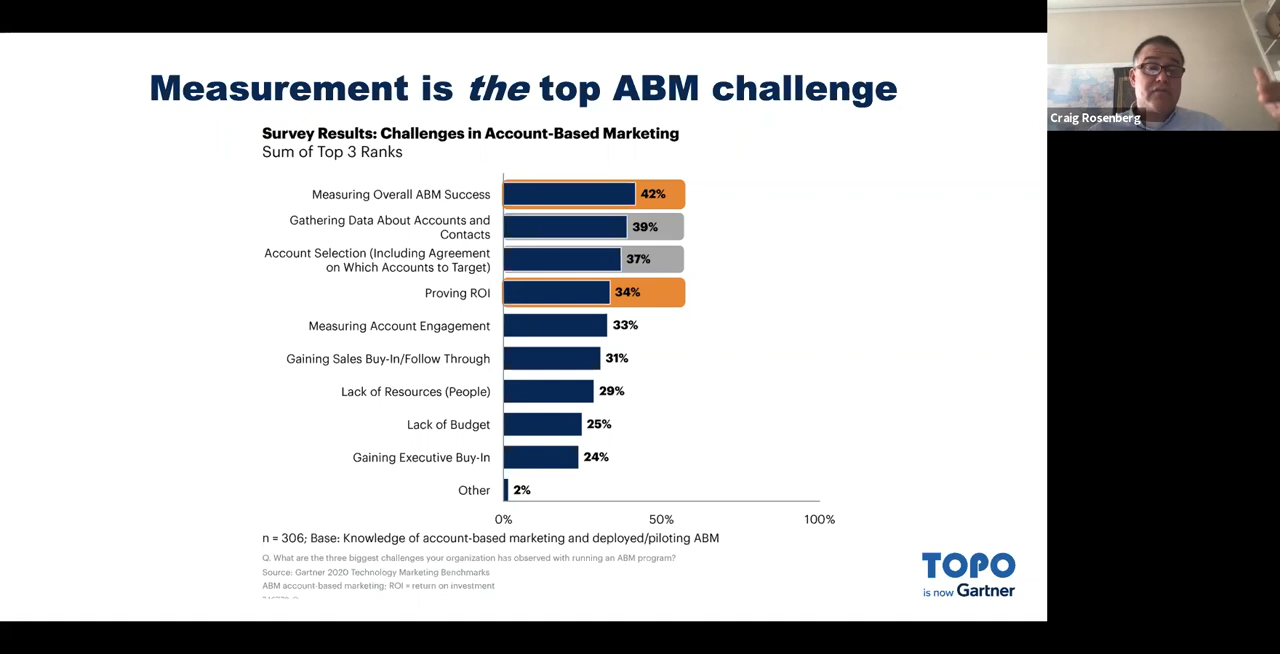 Measurement is the top ABM challenge
Craig Rosenberg
Survey Results: Challenges in Account-Based Marketing
Sum of Top 3 Ranks
Measuring Overall ABM Success 42%
Gathering Data About Accounts and
Contacts 39%
Account Selection (Including Agreement
on Which Accounts to Target) 37%
Proving ROI 34%
Measuring Account Engagement 33%
Gaining Sales Buy-In/Follow Through 31%
Lack of Resources (People) 29%
Lack of Budget 25%
Gaining Executive Buy-In 24%
Other 2%
0% 50% 100%
n = 306; Base: Knowledge of account-based marketing and deployed/piloting ABM
Q. What are the three biggest challenges your organization has observed with running an ABM program?
Source: Gartner 2020 Technology Marketing Benchmarks
ABM account-based marketing; ROI = return on investment
TOPO
is now Gartner